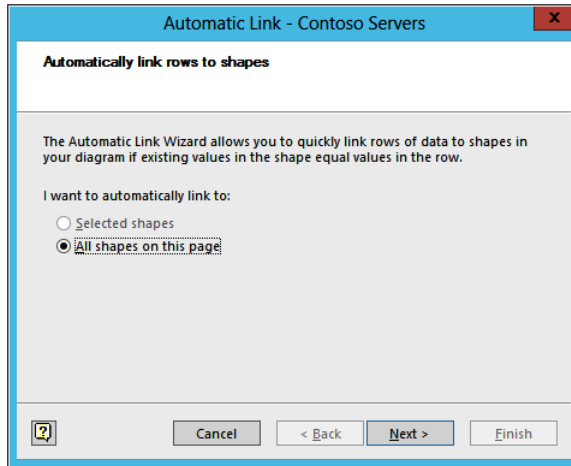 Automatic Link - Contoso Servers
x
Automatically link rows to shapes
The Automatic Link Wizard allows you to quickly link rows of data to shapes in
your diagram if existing values in the shape equal values in the row.
I want to automatically link to:
Selected shapes
All shapes on this page
?
Cancel
< Back
Next >
Finish